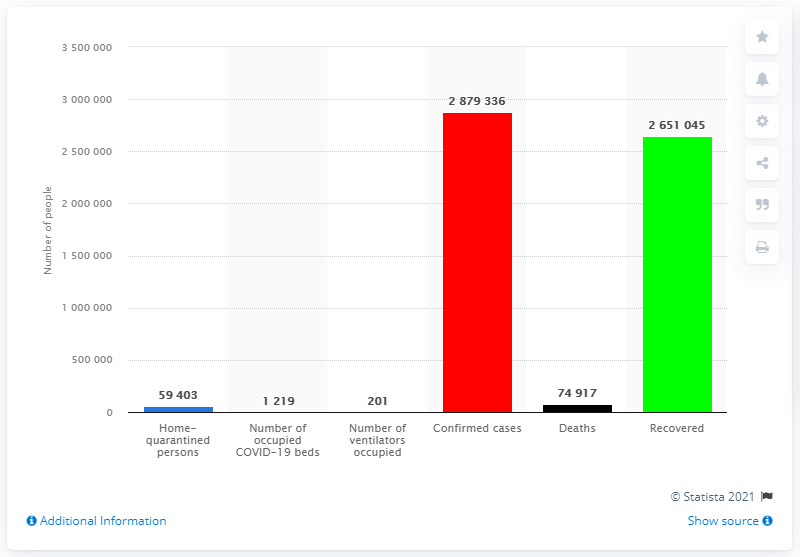 3 500 000
3 000 000
2 500 000
2 000 000
1 500 000
1 000 000
500 000
0
Number of people
59 403
1 219
201
2 879 336
74 917
2 651 045
Home-
quarantined
persons
Number of
occupied
COVID-19 beds
Number of
ventilators
occupied
Confirmed cases
Deaths
Recovered
© Statista 2021
Additional Information
Show source